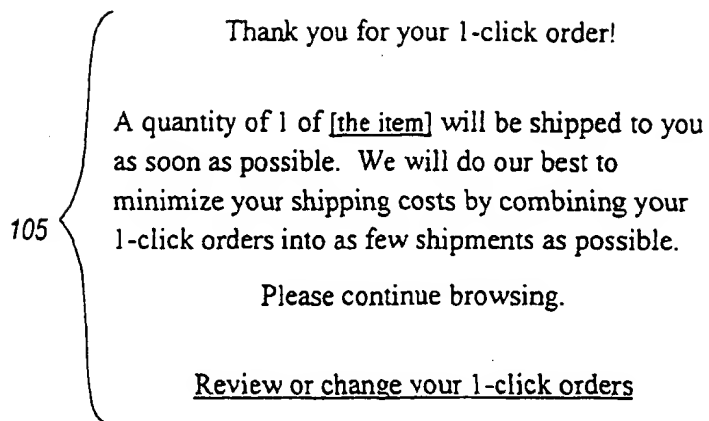 Thank you for your 1-click order!
A quantity of 1 of [the item] will be shipped to you
as soon as possible. We will do our best to
minimize your shipping costs by combining your
105
1-click orders into as few shipments as possible.
Please continue browsing.
Review or change your 1-click orders